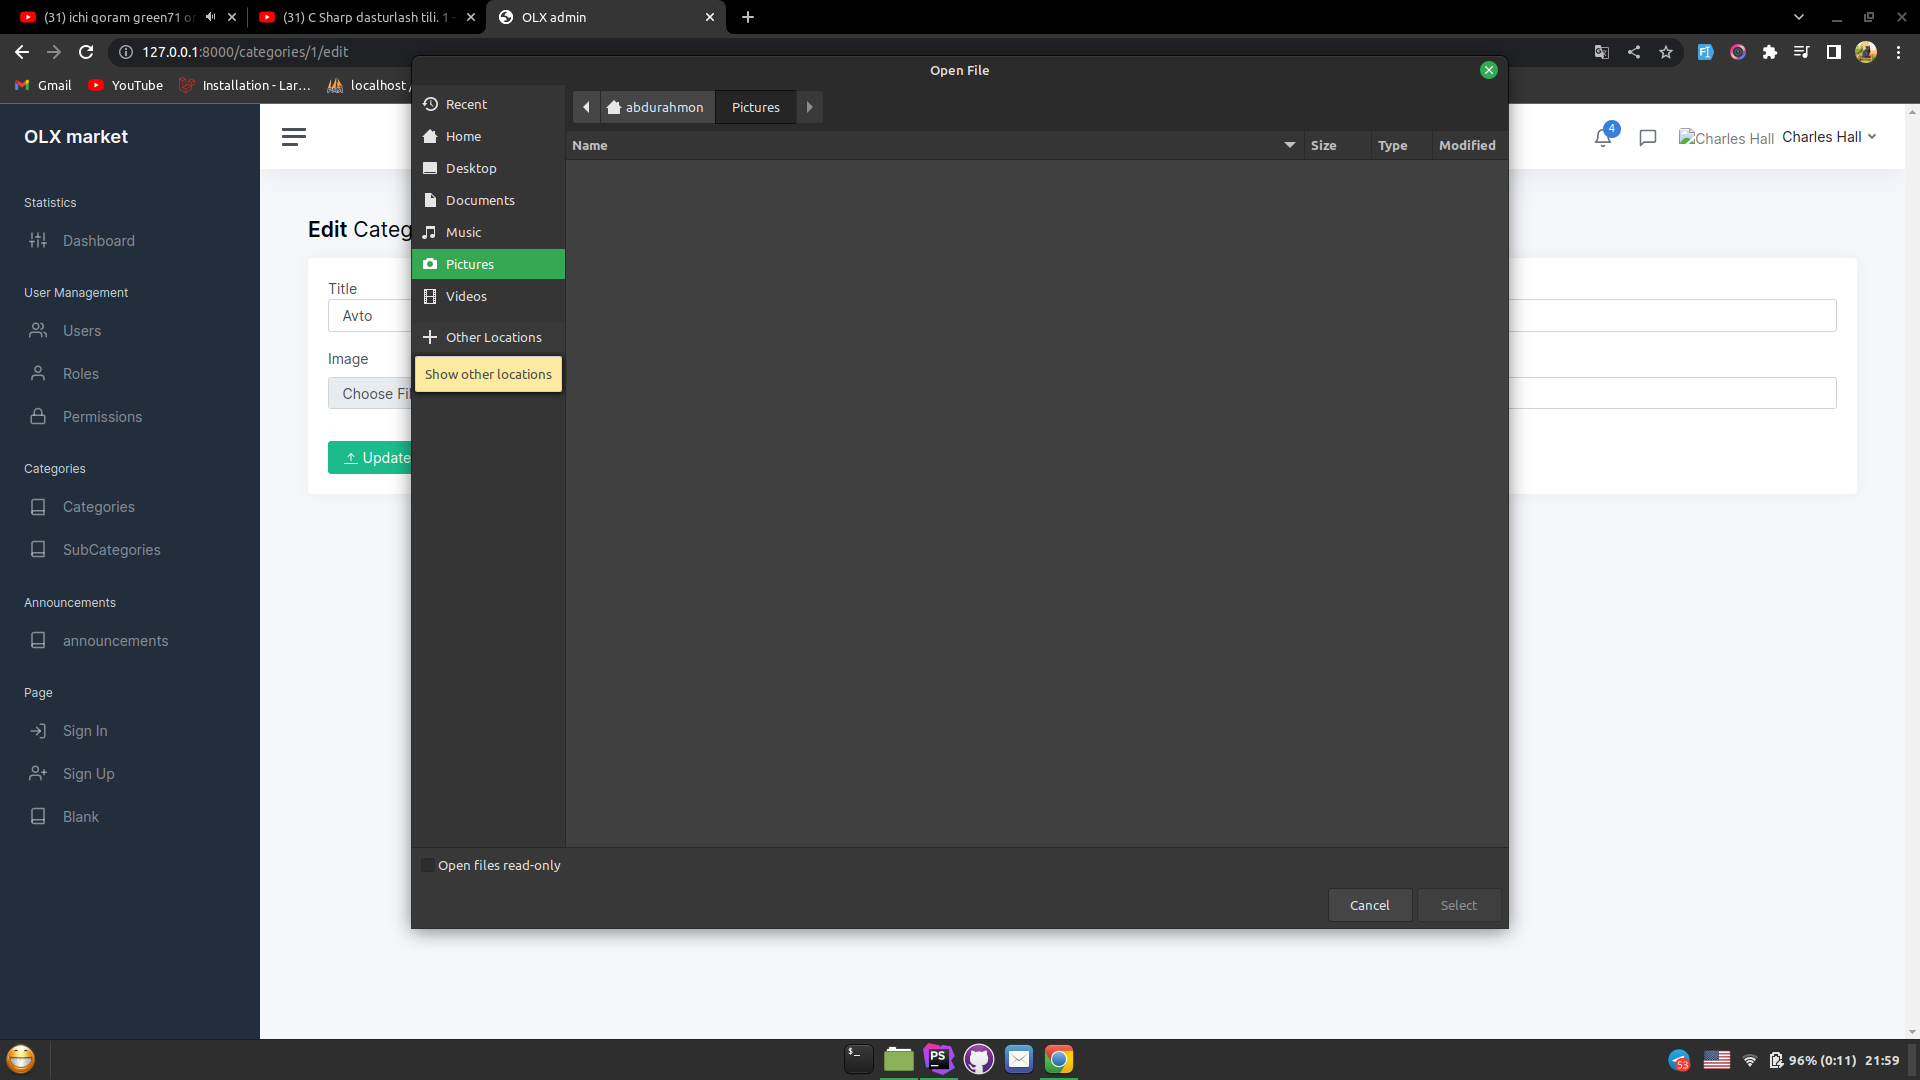 (31) ichi qoram green71 or
(31) C Sharp dasturlash tili. 1 -
OLX admin
127.0.0.1:8000/categories/1/edit
Gmail
YouTube
Installation - Lar...
localhost /
Open File
Recent
Home
Desktop
Documents
Music
Pictures
Videos
Other Locations
Show other locations
abdurahmon
Pictures
Name
Size
Type
Modified
Open files read-only
Cancel
Select
OLX market
Statistics
Dashboard
User Management
Users
Roles
Permissions
Categories
Categories
SubCategories
Announcements
announcements
Page
Sign In
Sign Up
Blank
4
Charles Hall
Charles Hall
Edit Categ
Title
Avto
Image
Choose Fil
Update
PS
53
96% (0:11)
21:59